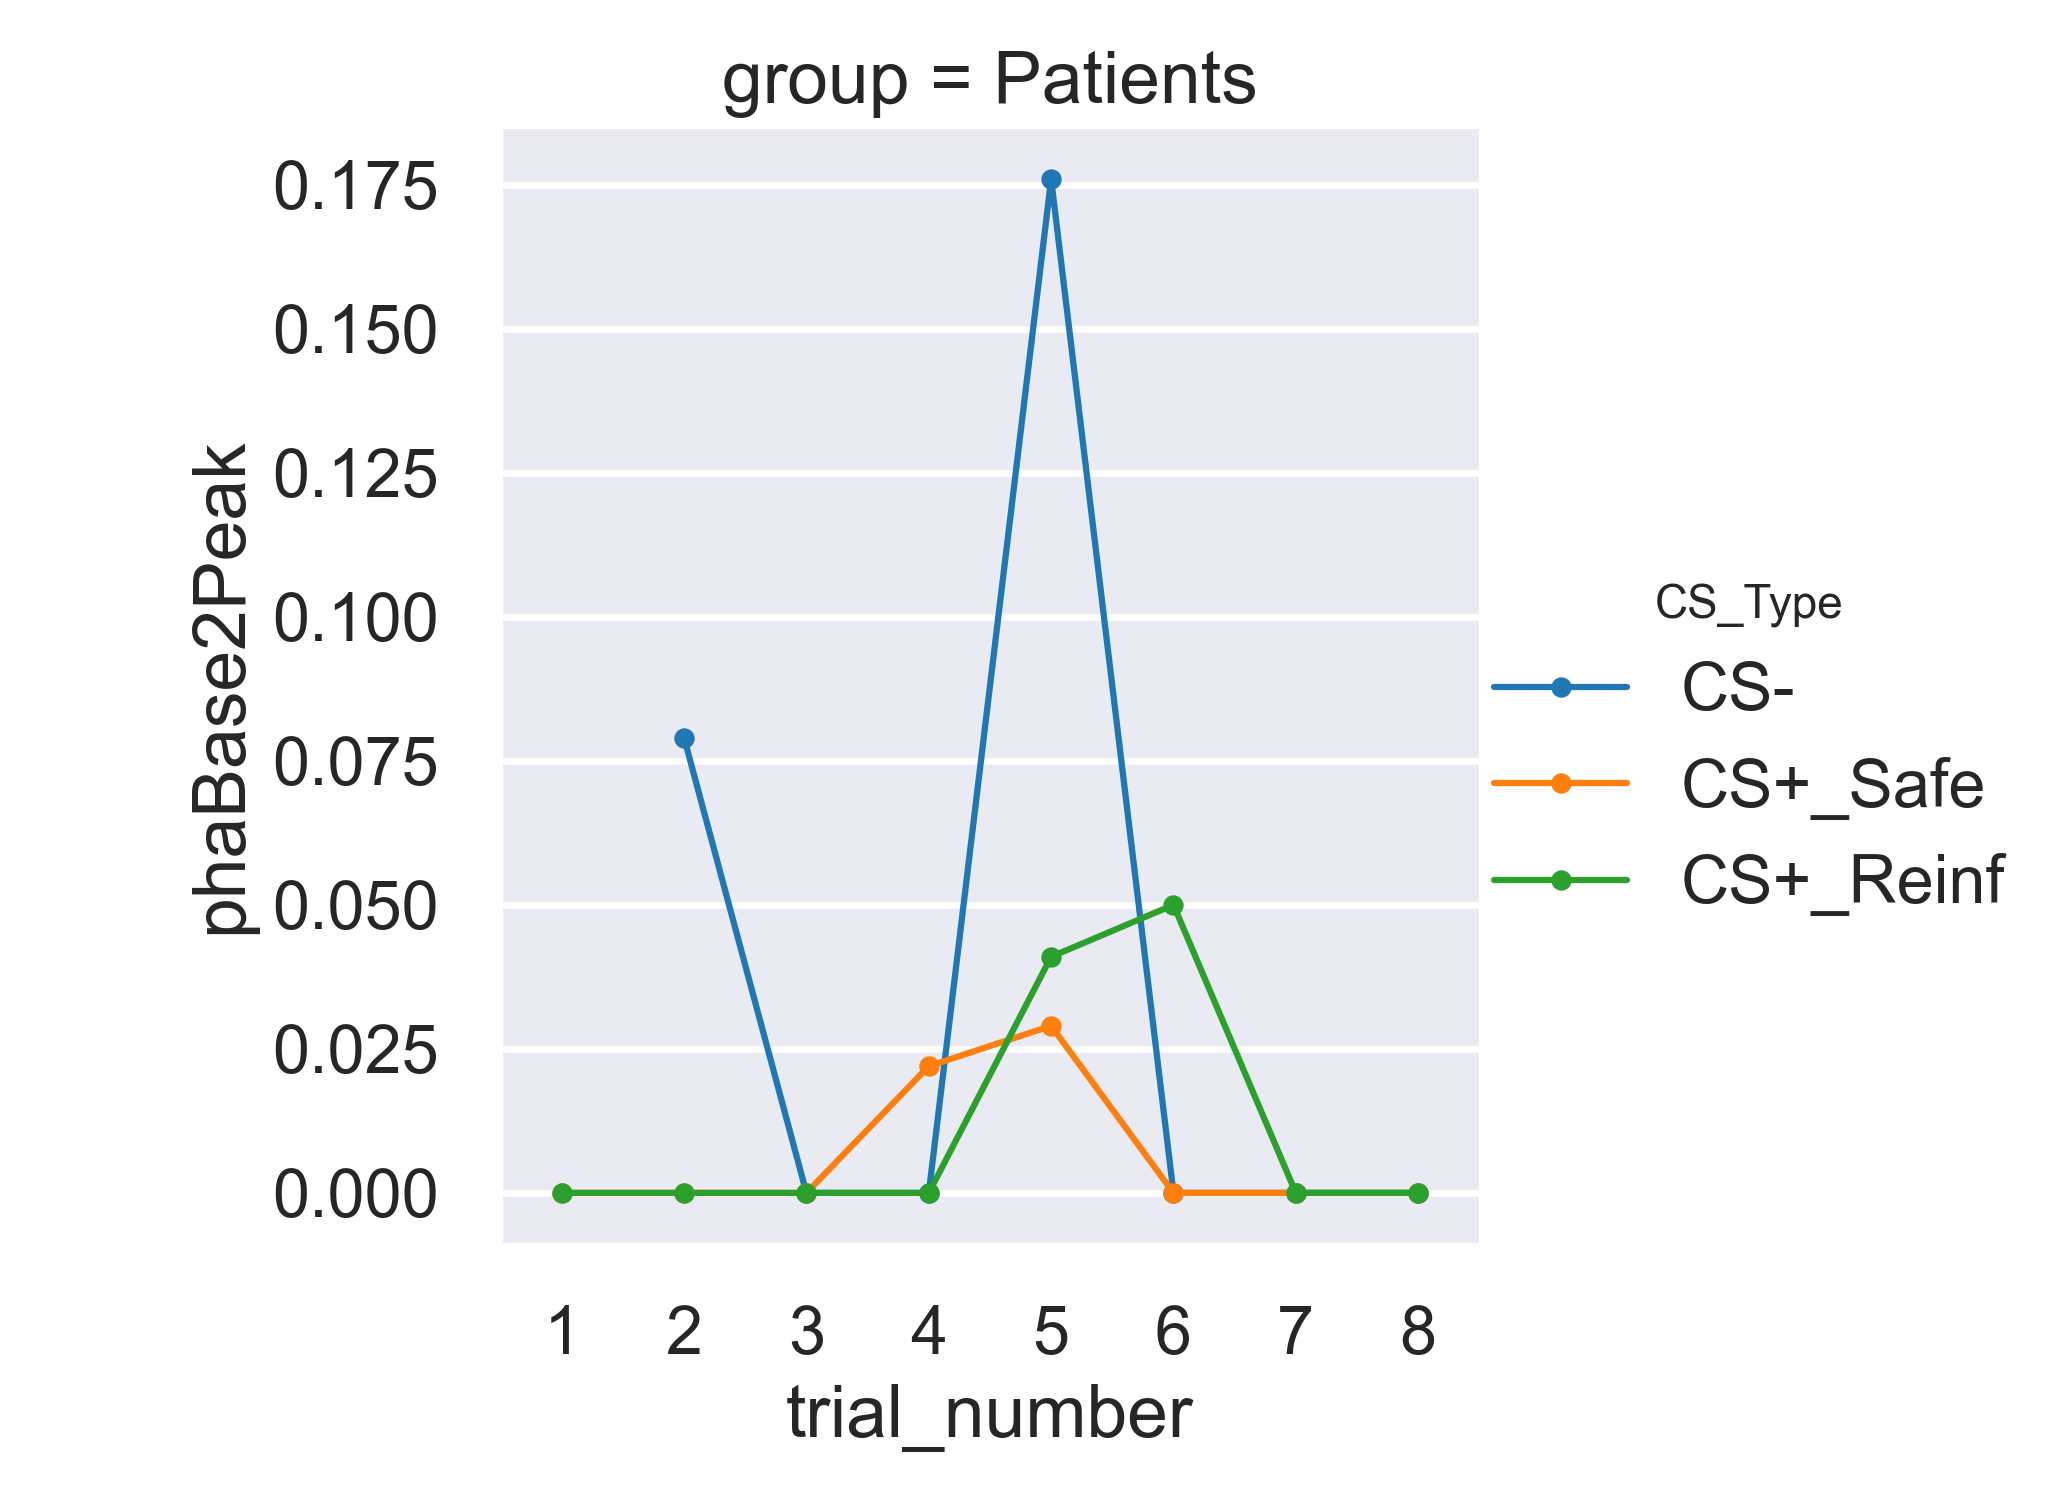 group = Patients
0.175
0.150
0.125
0.100
0.075
0.050
0.025
0.000
phaBase2Peak
1 2 3 4 5 6 7 8
trial_number
CS_Type
CS-
CS+_Safe
CS+_Reinf